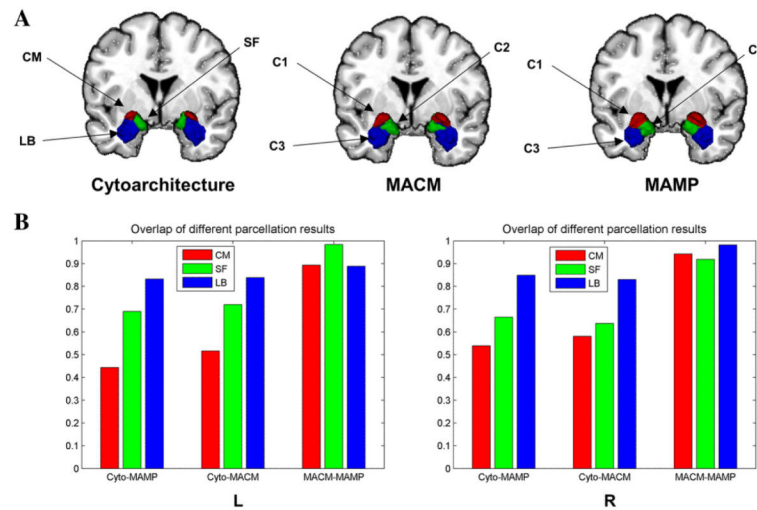 A
CM
SF
LB
Cytoarchitecture
C1
C2
C3
MACM
C1
C
C3
MAMP
B
Overlap of different parcellation results
1
0.9
0.8
0.7
0.6
0.5
0.4
0.3
0.2
0.1
0
CM
SF
LB
Cyto-MAMP Cyto-MACM MACM-MAMP
L
Overlap of different parcellation results
1
0.9
0.8
0.7
0.6
0.5
0.4
0.3
0.2
0.1
0
CM
SF
LB
Cyto-MAMP Cyto-MACM MACM-MAMP
R